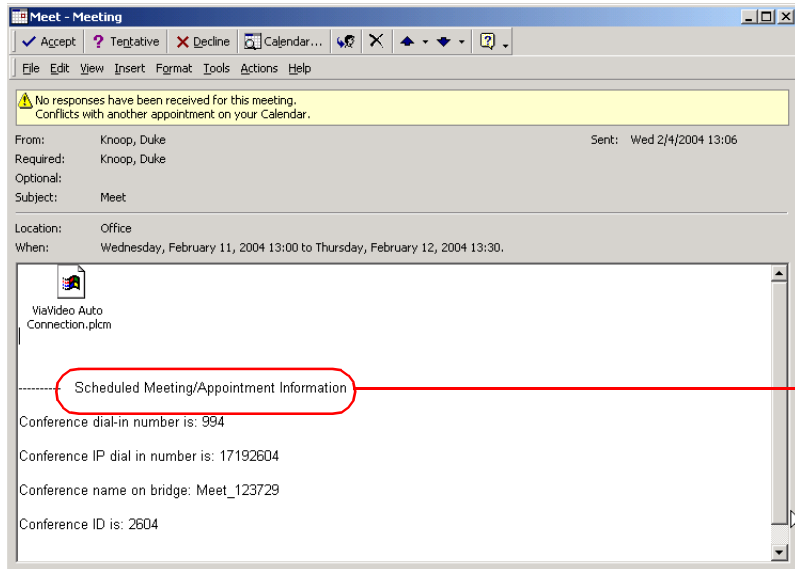 Meet - Meeting
Accept ? Tentative Decline Calendar...
File Edit View Insert Format Tools Actions Help
No responses have been received for this meeting.
Conflicts with another appointment on your Calendar.
From: Knoop, Duke Sent: Wed 2/4/2004 13:06
Required: Knoop, Duke
Optional:
Subject: Meet
Location: Office
When: Wednesday, February 11, 2004 13:00 to Thursday, February 12, 2004 13:30.
ViaVideo Auto
Connection.plcm
---------- Scheduled Meeting/Appointment Information
Conference dial-in number is: 994
Conference IP dial in number is: 17192604
Conference name on bridge: Meet_123729
Conference ID is: 2604